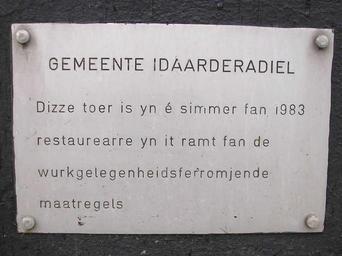 GEMEENTE IDAARDERADIEL
Dizze toer is yn é simmer fan 1983
restaurearre yn it ramt fan de
wurkgelegenheidsferromjende
maatregels